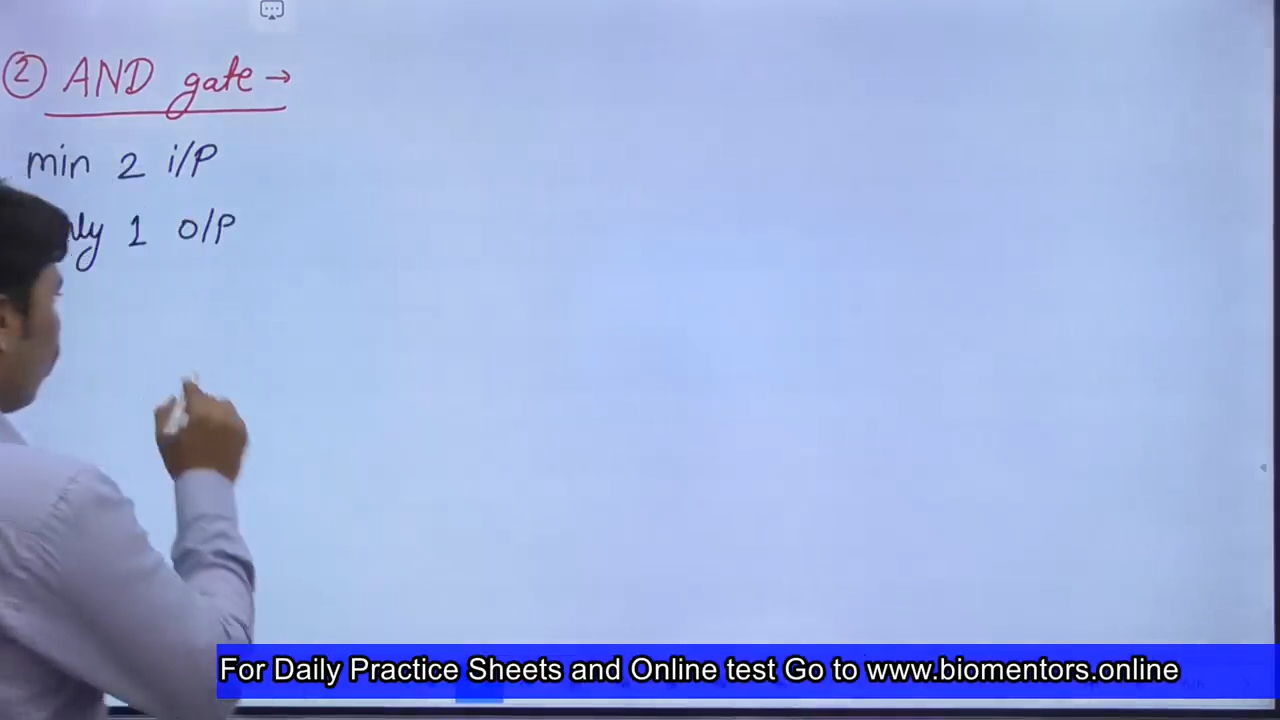 ② AND gate →
min 2 i/P
1 o/p
For Daily Practice Sheets and Online test Go to www.biomentors.online